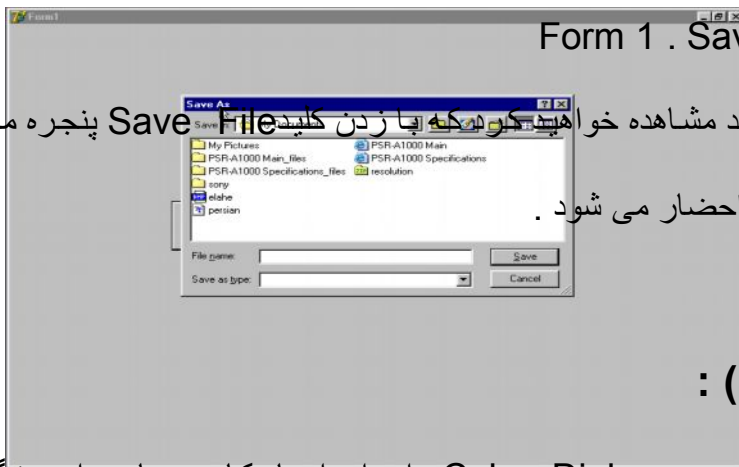 Form1
Form 1 . Sav
Save As
Save in:
د مشاهده خواهید کرد که با زدن کلید Save File پنجره م
My Pictures
PSR-A1000 Main_files
PSR-A1000 Specifications_files
sony
elahe
persian
PSR-A1000 Main
PSR-A1000 Specifications
resolution
احضار می شود .
File name:
Save
Save as type:
Cancel
( :